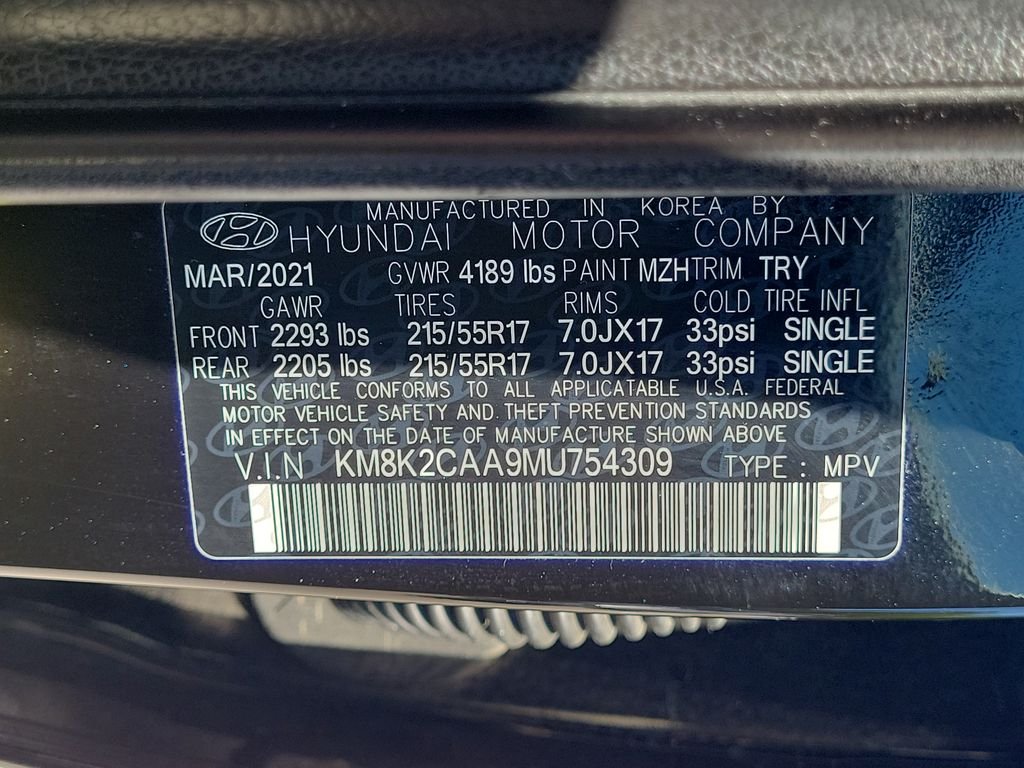 MANUFACTURED IN KOREA BY
HYUNDAI MOTOR COMPANY
MAR/2021 GVWR 4189 lbs PAINT MZH TRIM TRY
GAWR TIRES RIMS COLD TIRE INFL
FRONT 2293 lbs 215/55R17 7.0JX17 33psi SINGLE
REAR 2205 lbs 215/55R17 7.0JX17 33psi SINGLE
THIS VEHICLE CONFORMS TO ALL APPLICATABLE U.S.A. FEDERAL
MOTOR VEHICLE SAFETY AND THEFT PREVENTION STANDARDS
IN EFFECT ON THE DATE OF MANUFACTURE SHOWN ABOVE
V.I.N KM8K2CAA9MU754309 TYPE : MPV